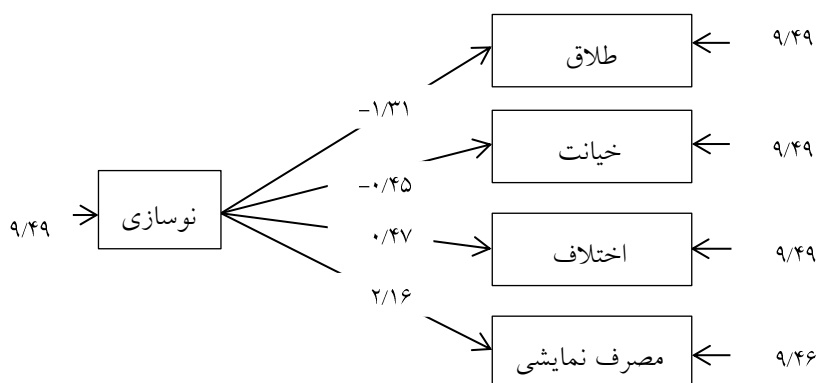 طلاق
۹/۴۹
-۱/۳۱
خیانت
۹/۴۹
-۰/۴۵
نوسازی
۹/۴۹
۰/۴۷
اختلاف
۹/۴۹
۲/۱۶
مصرف نمایشی
۹/۴۶